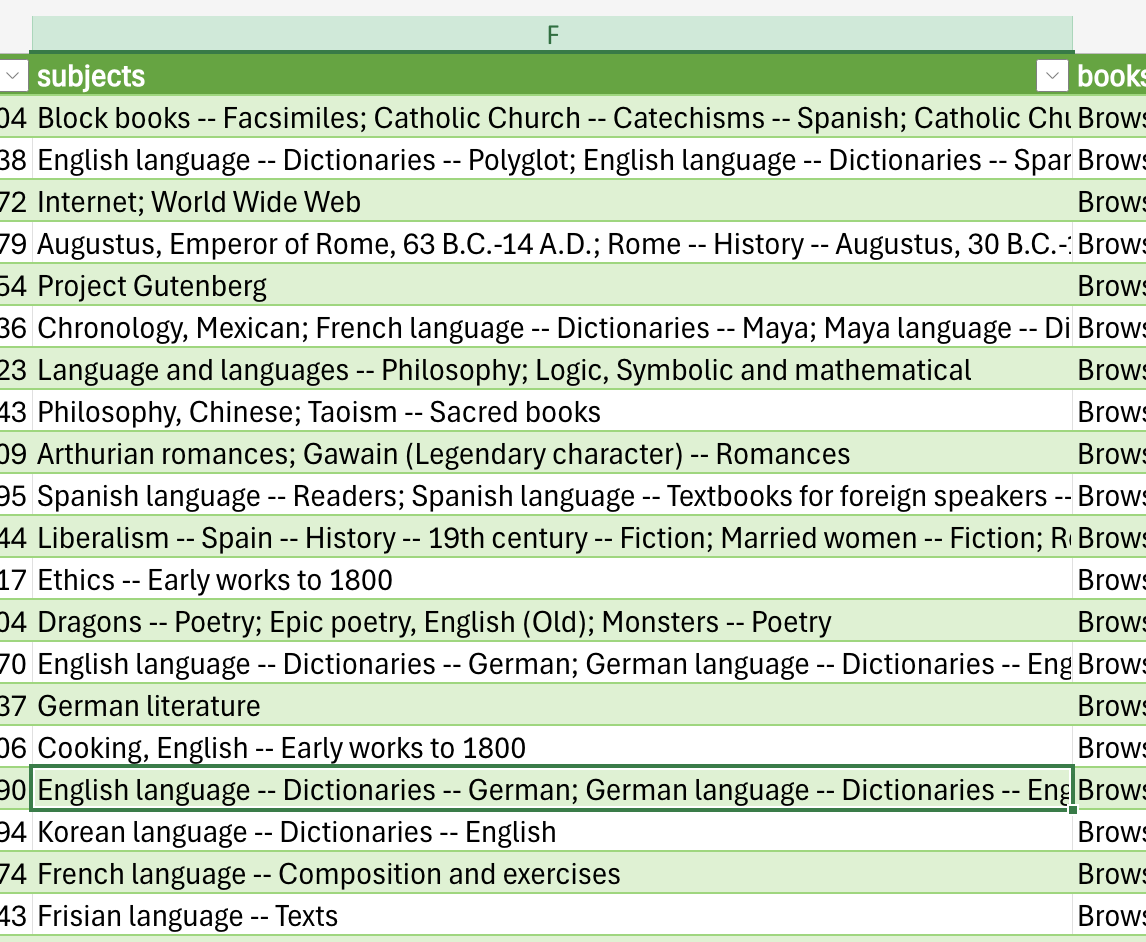 F
subjects books
04 Block books -- Facsimiles; Catholic Church -- Catechisms -- Spanish; Catholic Chu Brows
38 English language -- Dictionaries -- Polyglot; English language -- Dictionaries -- Span Brows
72 Internet; World Wide Web Brows
79 Augustus, Emperor of Rome, 63 B.C.-14 A.D.; Rome -- History -- Augustus, 30 B.C.-1 Brows
54 Project Gutenberg Brows
36 Chronology, Mexican; French language -- Dictionaries -- Maya; Maya language -- Di Brows
23 Language and languages -- Philosophy; Logic, Symbolic and mathematical Brows
43 Philosophy, Chinese; Taoism -- Sacred books Brows
09 Arthurian romances; Gawain (Legendary character) -- Romances Brows
95 Spanish language -- Readers; Spanish language -- Textbooks for foreign speakers -- Brows
44 Liberalism -- Spain -- History -- 19th century -- Fiction; Married women -- Fiction; Re Brows
17 Ethics -- Early works to 1800 Brows
04 Dragons -- Poetry; Epic poetry, English (Old); Monsters -- Poetry Brows
70 English language -- Dictionaries -- German; German language -- Dictionaries -- Eng Brows
37 German literature Brows
06 Cooking, English -- Early works to 1800 Brows
90 English language -- Dictionaries -- German; German language -- Dictionaries -- Eng Brows
94 Korean language -- Dictionaries -- English Brows
74 French language -- Composition and exercises Brows
43 Frisian language -- Texts Brows